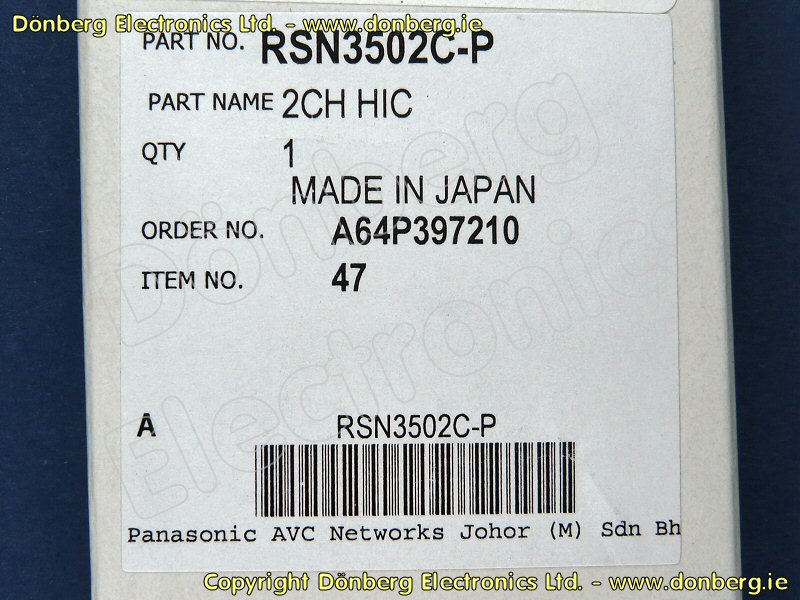 Dönberg Electronics Ltd. - www.donberg.ie
PART NO. RSN3502C-P
PART NAME 2CH HIC
QTY 1
MADE IN JAPAN
ORDER NO. A64P397210
ITEM NO. 47
Dönberg
Electronics
A RSN3502C-P
Panasonic AVC Networks Johor (M) Sdn Bh
Copyright Dönberg Electronics Ltd. - www.donberg.ie